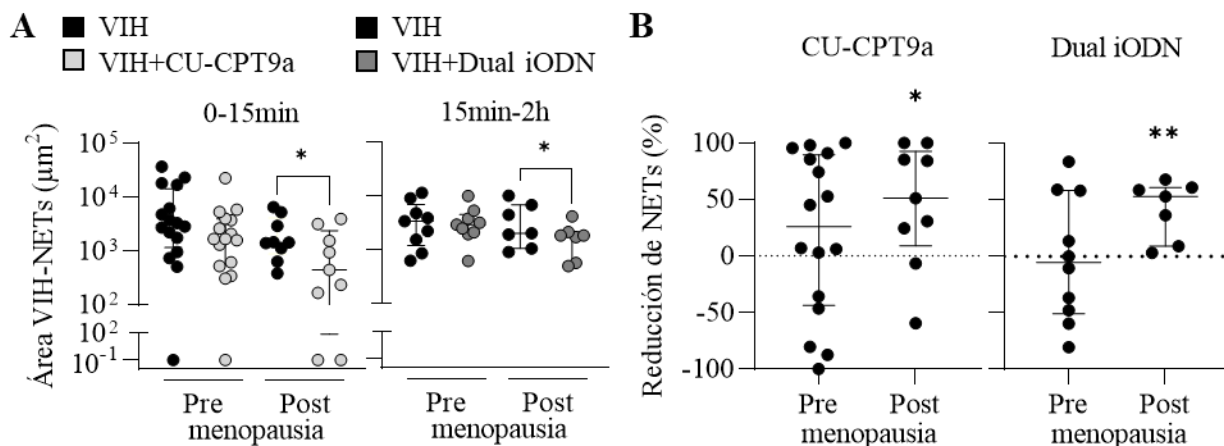 A
VIH
VIH+CU-CPT9a
VIH
VIH+Dual iODN
0-15min
15min-2h
Área VIH-NETs (µm²)
10⁵
10⁴
10³
10²
10²
10⁻¹
*
*
Pre
Post
menopausia
Pre
Post
menopausia
B
CU-CPT9a
Dual iODN
Reducción de NETs (%)
100
50
0
-50
-100
*
**
Pre
Post
menopausia
Pre
Post
menopausia